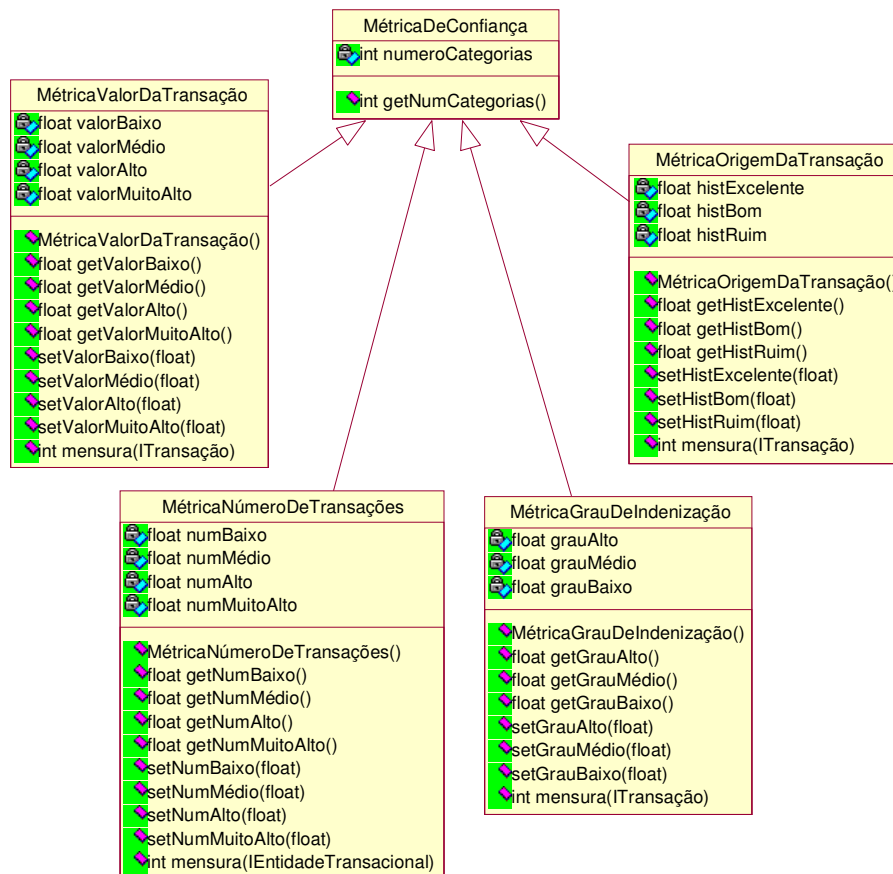 MétricaDeConfiança
int numeroCategorias
int getNumCategorias()
MétricaValorDaTransação
float valorBaixo
float valorMédio
float valorAlto
float valorMuitoAlto
MétricaValorDaTransação()
float getValorBaixo()
float getValorMédio()
float getValorAlto()
float getValorMuitoAlto()
setValorBaixo(float)
setValorMédio(float)
setValorAlto(float)
setValorMuitoAlto(float)
int mensura(ITransação)
MétricaOrigemDaTransação
float histExcelente
float histBom
float histRuim
MétricaOrigemDaTransação()
float getHistExcelente()
float getHistBom()
float getHistRuim()
setHistExcelente(float)
setHistBom(float)
setHistRuim(float)
int mensura(ITransação)
MétricaNúmeroDeTransações
float numBaixo
float numMédio
float numAlto
float numMuitoAlto
MétricaNúmeroDeTransações()
float getNumBaixo()
float getNumMédio()
float getNumAlto()
float getNumMuitoAlto()
setNumBaixo(float)
setNumMédio(float)
setNumAlto(float)
setNumMuitoAlto(float)
int mensura(IEntidadeTransacional)
MétricaGrauDeIndenização
float grauAlto
float grauMédio
float grauBaixo
MétricaGrauDeIndenização()
float getGrauAlto()
float getGrauMédio()
float getGrauBaixo()
setGrauAlto(float)
setGrauMédio(float)
setGrauBaixo(float)
int mensura(ITransação)